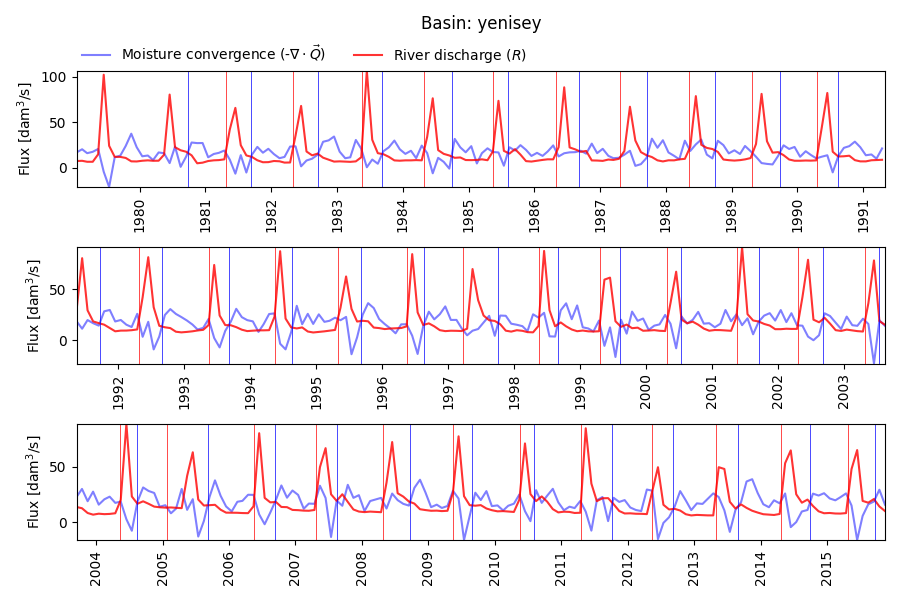 Basin: yenisey
Moisture convergence (-∇ · Q⃗)
River discharge (R)
Flux [dam³/s]
100
50
0
1980 1981 1982 1983 1984 1985 1986 1987 1988 1989 1990 1991
Flux [dam³/s]
50
0
1992 1993 1994 1995 1996 1997 1998 1999 2000 2001 2002 2003
Flux [dam³/s]
50
0
2004 2005 2006 2007 2008 2009 2010 2011 2012 2013 2014 2015